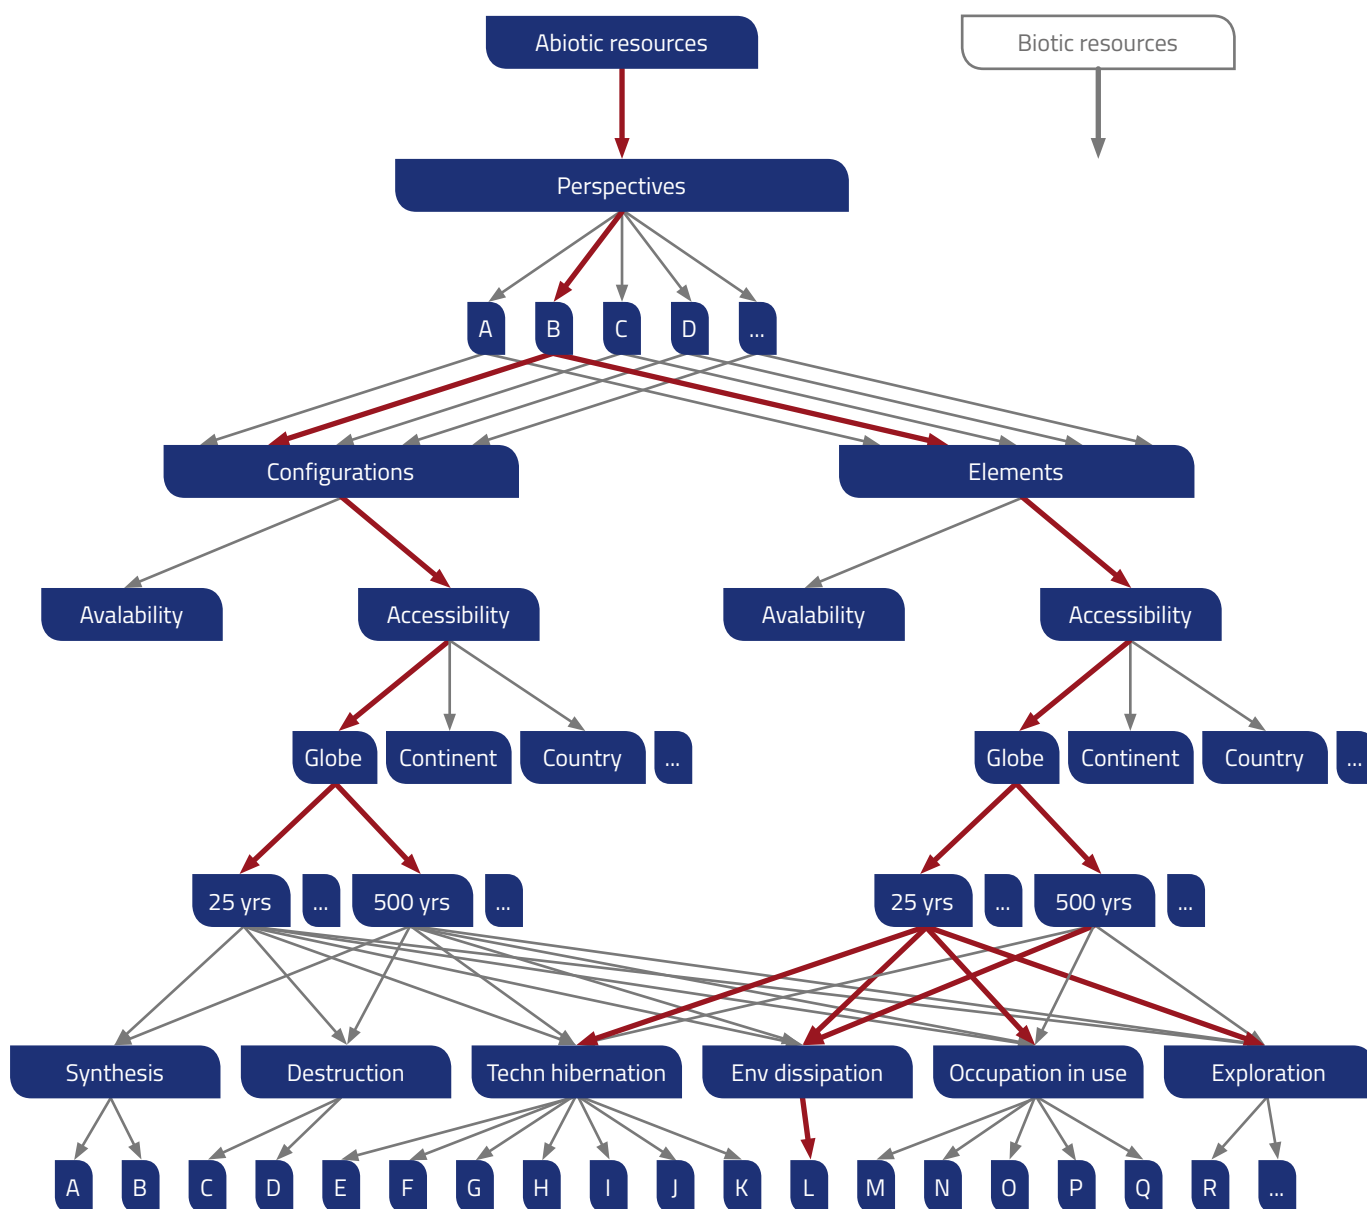 Abiotic resources
Biotic resources
Perspectives
A
B
C
D
...
Configurations
Elements
Avalability
Accessibility
Avalability
Accessibility
Globe
Continent
Country
...
Globe
Continent
Country
...
25 yrs
...
500 yrs
...
25 yrs
...
500 yrs
...
Synthesis
Destruction
Techn hibernation
Env dissipation
Occupation in use
Exploration
A
B
C
D
E
F
G
H
I
J
K
L
M
N
O
P
Q
R
...